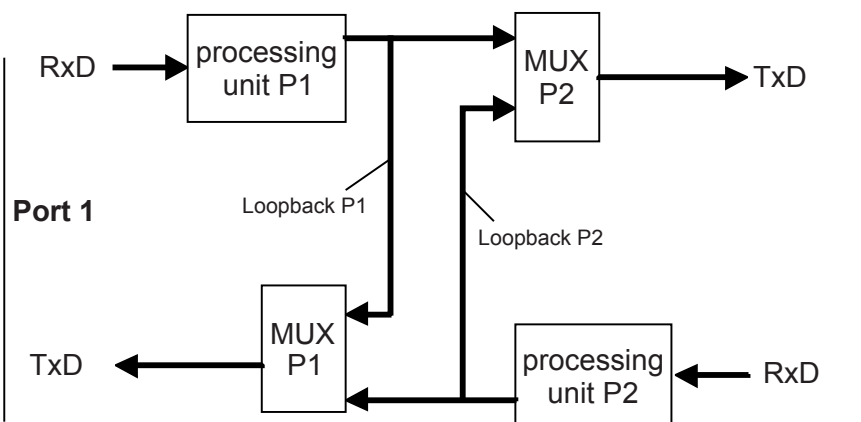 RxD
processing
unit P1
MUX
P2
TxD
Port 1
Loopback P1
Loopback P2
TxD
MUX
P1
processing
unit P2
RxD